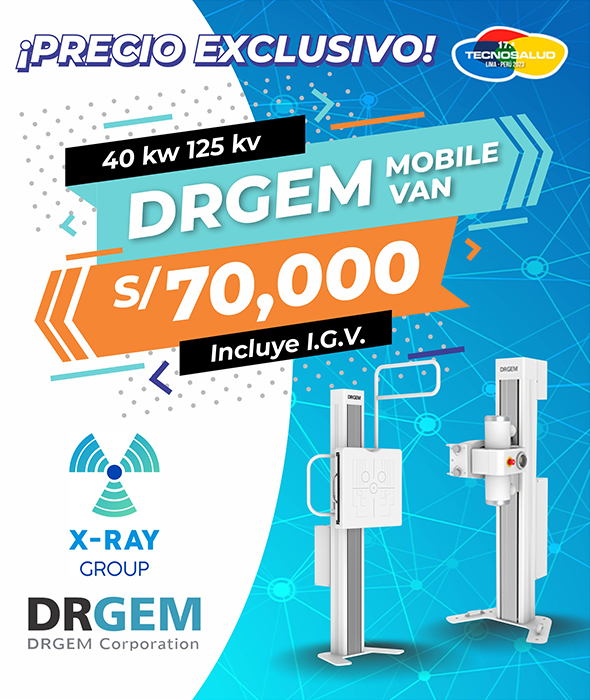 ¡PRECIO EXCLUSIVO!
17.
TECNOSALUD
LIMA - PERÚ 2023
40 kw 125 kv
DRGEM MOBILE
VAN
S/70,000
Incluye I.G.V.
DRGEM
DRGEM
X-RAY
GROUP
DRGEM
DRGEM Corporation